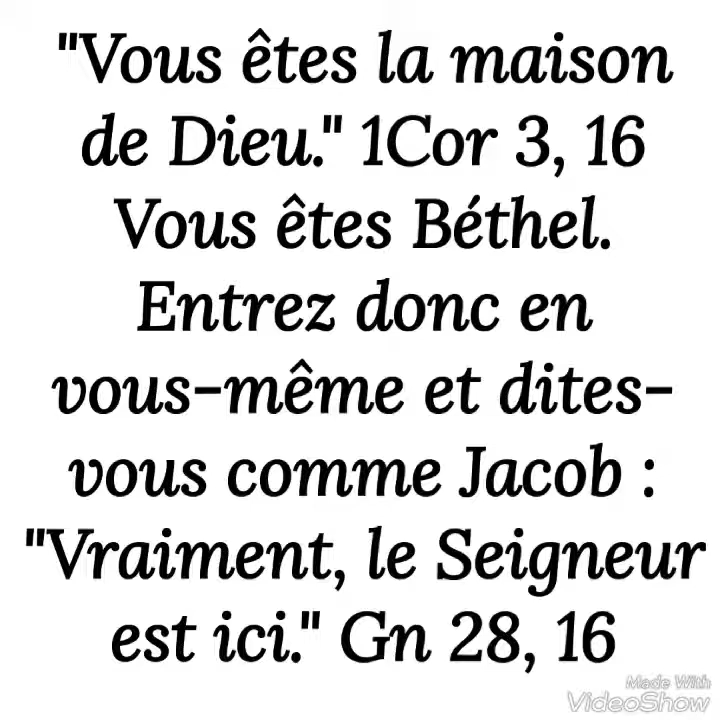 "Vous êtes la maison
de Dieu." 1Cor 3, 16
Vous êtes Béthel.
Entrez donc en
vous-même et dites-
vous comme Jacob :
"Vraiment, le Seigneur
est ici." Gn 28, 16
Made With
VideoShow